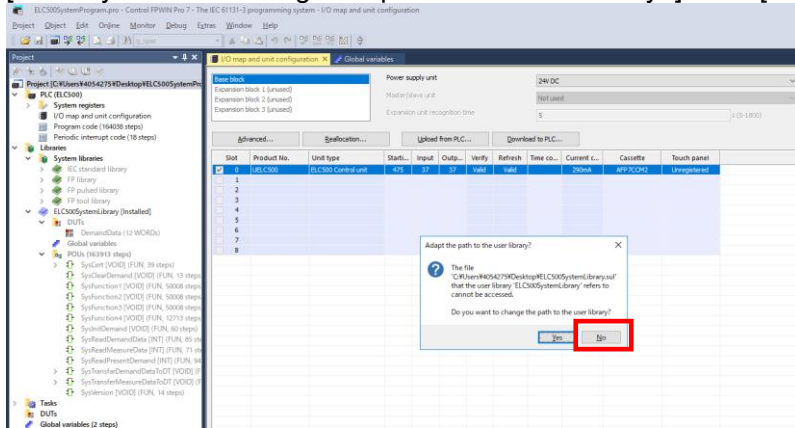 ELC500SystemProgram.pro - Control FPWIN Pro 7 - The IEC 61131-3 programming system - I/O map and unit configuration
Project Object Edit Online Monitor Debug Extras Window Help
Project
I/O map and unit configuration
Global variables
Project [C:¥Users¥4054275¥Desktop¥ELC500SystemPro
PLC (ELC500)
System registers
I/O map and unit configuration
Program code (164038 steps)
Periodic interrupt code (18 steps)
Libraries
System libraries
IEC standard library
FP library
FP pulsed library
FP tool library
ELC500SystemLibrary [Installed]
DUTs
DemandData (12 WORDs)
Global variables
POUs (163913 steps)
SysCert [VOID] (FUN, 39 steps)
SysClearDemand [VOID] (FUN, 13 steps
SysFunction1 [VOID] (FUN, 50008 steps
SysFunction2 [VOID] (FUN, 50008 steps
SysFunction3 [VOID] (FUN, 50008 steps
SysFunction4 [VOID] (FUN, 12713 steps
SysInitDemand [VOID] (FUN, 60 steps)
SysReadDemandData [INT] (FUN, 85 ste
SysReadMeasureData [INT] (FUN, 71 ste
SysReadPresentDemand [INT] (FUN, 94
SysTransfarDemandDataToDT [VOID] (F
SysTransferMeasureDataToDT [VOID] (F
SysVersion [VOID] (FUN, 14 steps)
Tasks
DUTs
Global variables (2 steps)
Base block
Expansion block 1 (unused)
Expansion block 2 (unused)
Expansion block 3 (unused)
Power supply unit
24V DC
Master/slave unit
Not used
Expansion unit recognition time
5
s (0-1800)
Advanced...
Reallocation...
Upload from PLC...
Download to PLC...
Slot Product No. Unit type Starti... Input Outp... Verify Refresh Time co... Current c... Cassette Touch panel
0 UELC500 ELC500 Control unit 475 37 37 Valid Valid 290mA AFP7CCM2 Unregistered
1
2
3
4
5
6
7
8
Adapt the path to the user library?
The file
'C:¥Users¥4054275¥Desktop¥ELC500SystemLibrary.sul'
that the user library 'ELC500SystemLibrary' refers to
cannot be accessed.
Do you want to change the path to the user library?
Yes
No